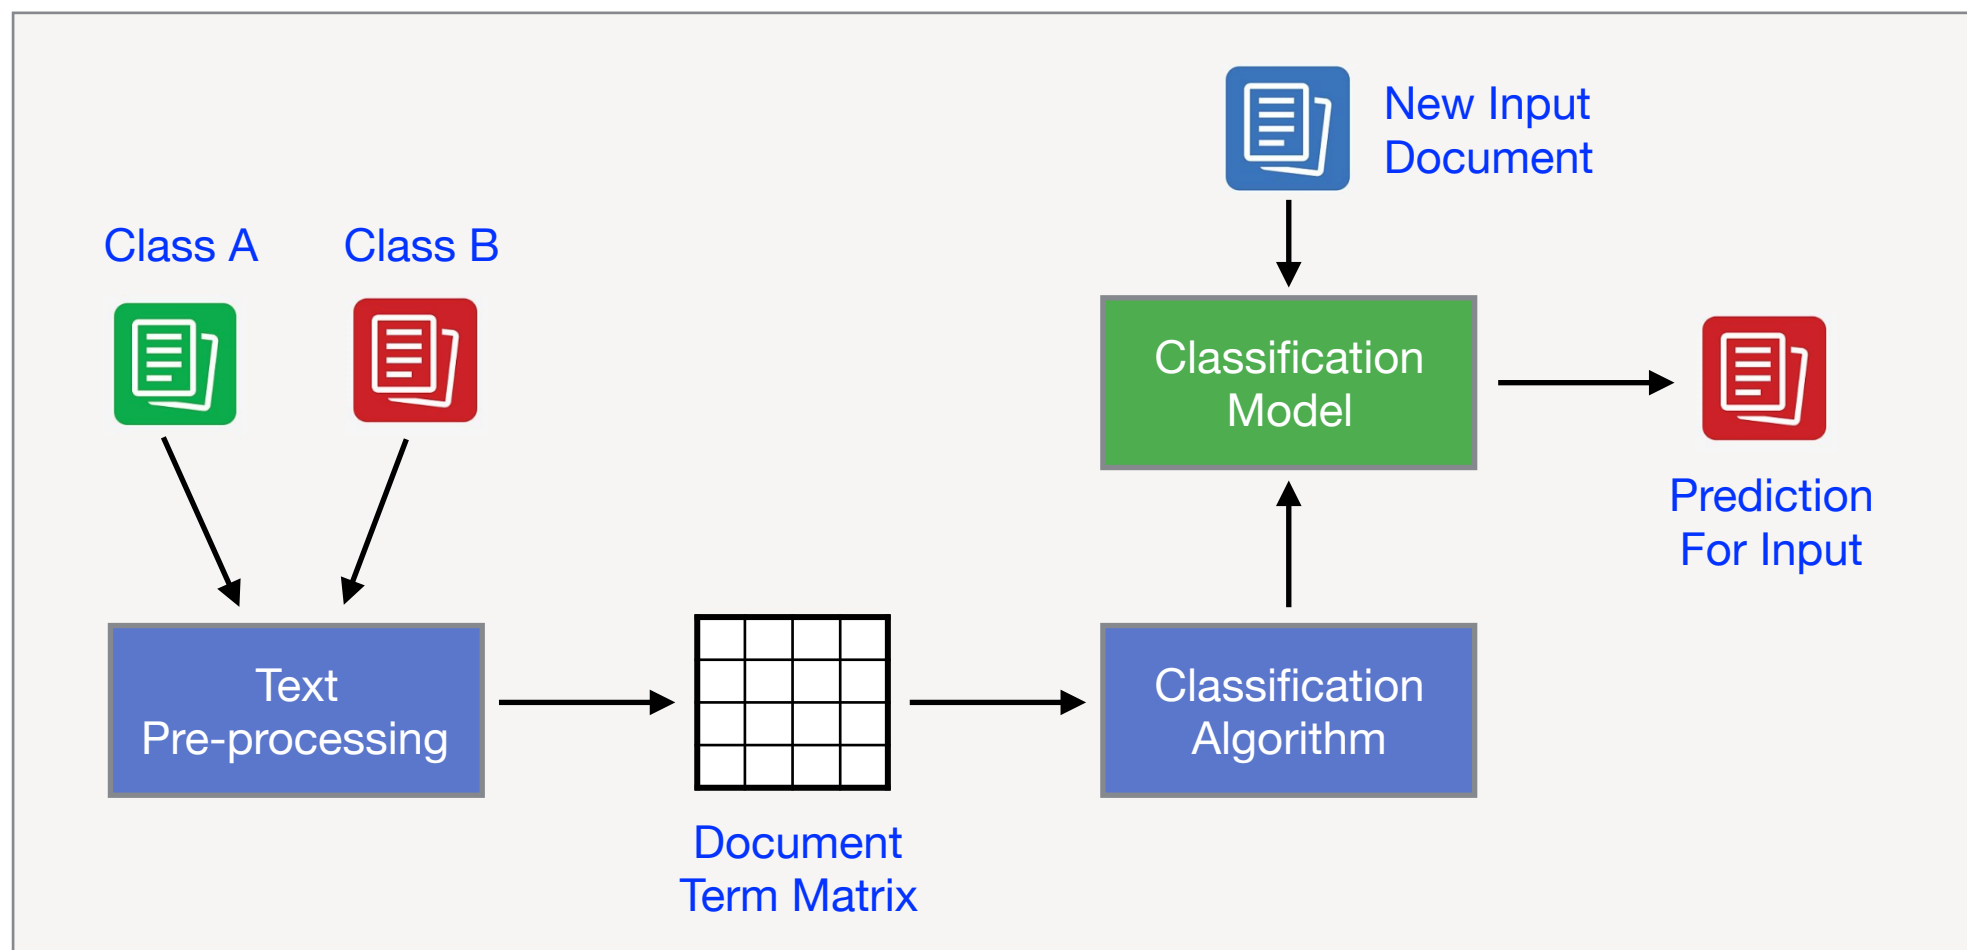 New Input
Document
Class A
Class B
Classification
Model
Prediction
For Input
Text
Pre-processing
Classification
Algorithm
Document
Term Matrix